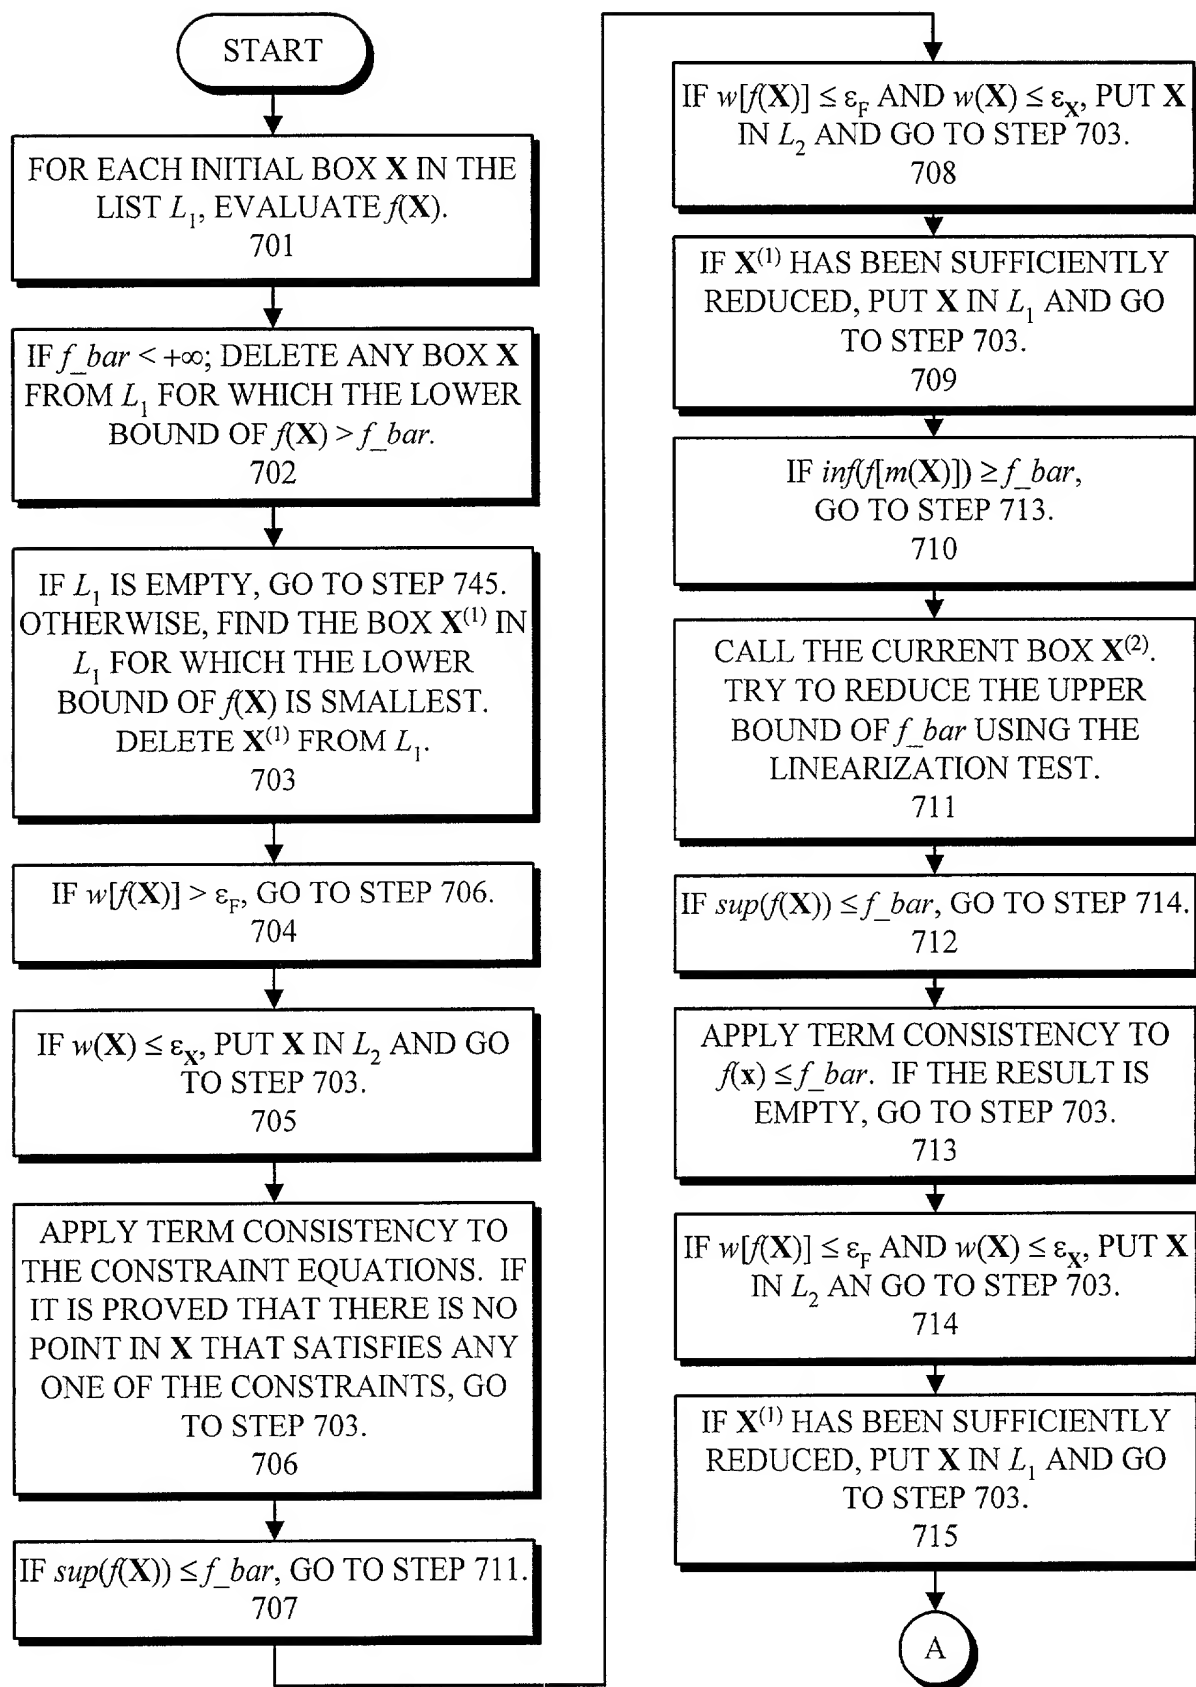 START
FOR EACH INITIAL BOX X IN THE
LIST L₁, EVALUATE f(X).
701
IF f_bar < +∞; DELETE ANY BOX X
FROM L₁ FOR WHICH THE LOWER
BOUND OF f(X) > f_bar.
702
IF L₁ IS EMPTY, GO TO STEP 745.
OTHERWISE, FIND THE BOX X⁽¹⁾ IN
L₁ FOR WHICH THE LOWER
BOUND OF f(X) IS SMALLEST.
DELETE X⁽¹⁾ FROM L₁.
703
IF w[f(X)] > ε_F, GO TO STEP 706.
704
IF w(X) ≤ ε_X, PUT X IN L₂ AND GO
TO STEP 703.
705
APPLY TERM CONSISTENCY TO
THE CONSTRAINT EQUATIONS. IF
IT IS PROVED THAT THERE IS NO
POINT IN X THAT SATISFIES ANY
ONE OF THE CONSTRAINTS, GO
TO STEP 703.
706
IF sup(f(X)) ≤ f_bar, GO TO STEP 711.
707
IF w[f(X)] ≤ ε_F AND w(X) ≤ ε_X, PUT X
IN L₂ AND GO TO STEP 703.
708
IF X⁽¹⁾ HAS BEEN SUFFICIENTLY
REDUCED, PUT X IN L₁ AND GO
TO STEP 703.
709
IF inf(f[m(X)]) ≥ f_bar,
GO TO STEP 713.
710
CALL THE CURRENT BOX X⁽²⁾.
TRY TO REDUCE THE UPPER
BOUND OF f_bar USING THE
LINEARIZATION TEST.
711
IF sup(f(X)) ≤ f_bar, GO TO STEP 714.
712
APPLY TERM CONSISTENCY TO
f(x) ≤ f_bar. IF THE RESULT IS
EMPTY, GO TO STEP 703.
713
IF w[f(X)] ≤ ε_F AND w(X) ≤ ε_X, PUT X
IN L₂ AN GO TO STEP 703.
714
IF X⁽¹⁾ HAS BEEN SUFFICIENTLY
REDUCED, PUT X IN L₁ AND GO
TO STEP 703.
715
A